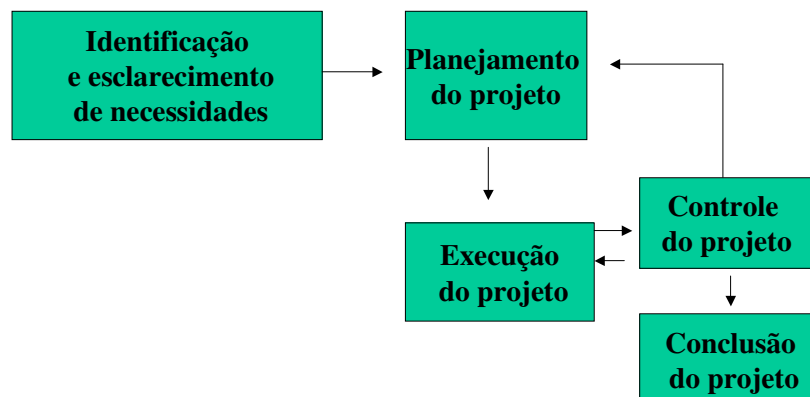 Identificação
e esclarecimento
de necessidades
Planejamento
do projeto
Controle
do projeto
Execução
do projeto
Conclusão
do projeto